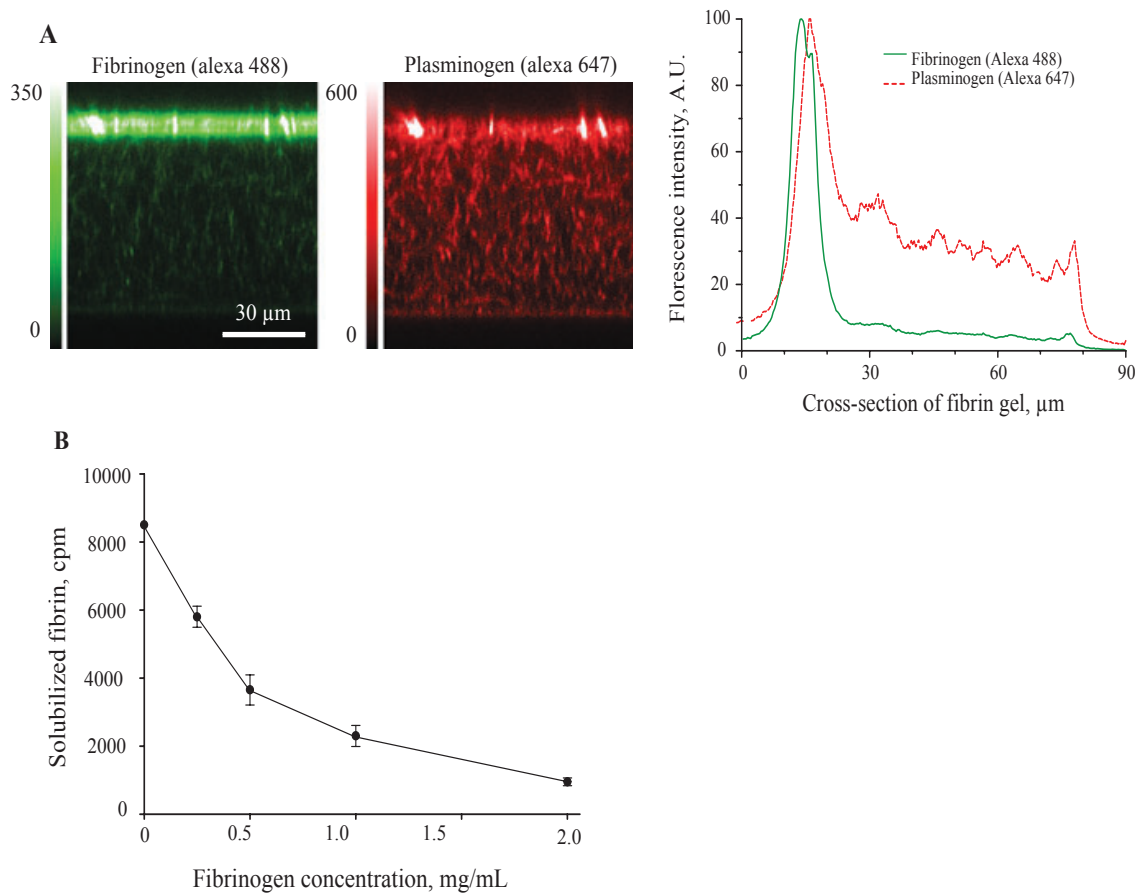 A
Fibrinogen (alexa 488)
350
0
30 µm
Plasminogen (alexa 647)
600
0
Florescence intensity, A.U.
100
80
60
40
20
0
0
30
60
90
Cross-section of fibrin gel, µm
Fibrinogen (Alexa 488)
Plasminogen (Alexa 647)
B
Solubilized fibrin, cpm
10000
8000
6000
4000
2000
0
0
0.5
1.0
1.5
2.0
Fibrinogen concentration, mg/mL